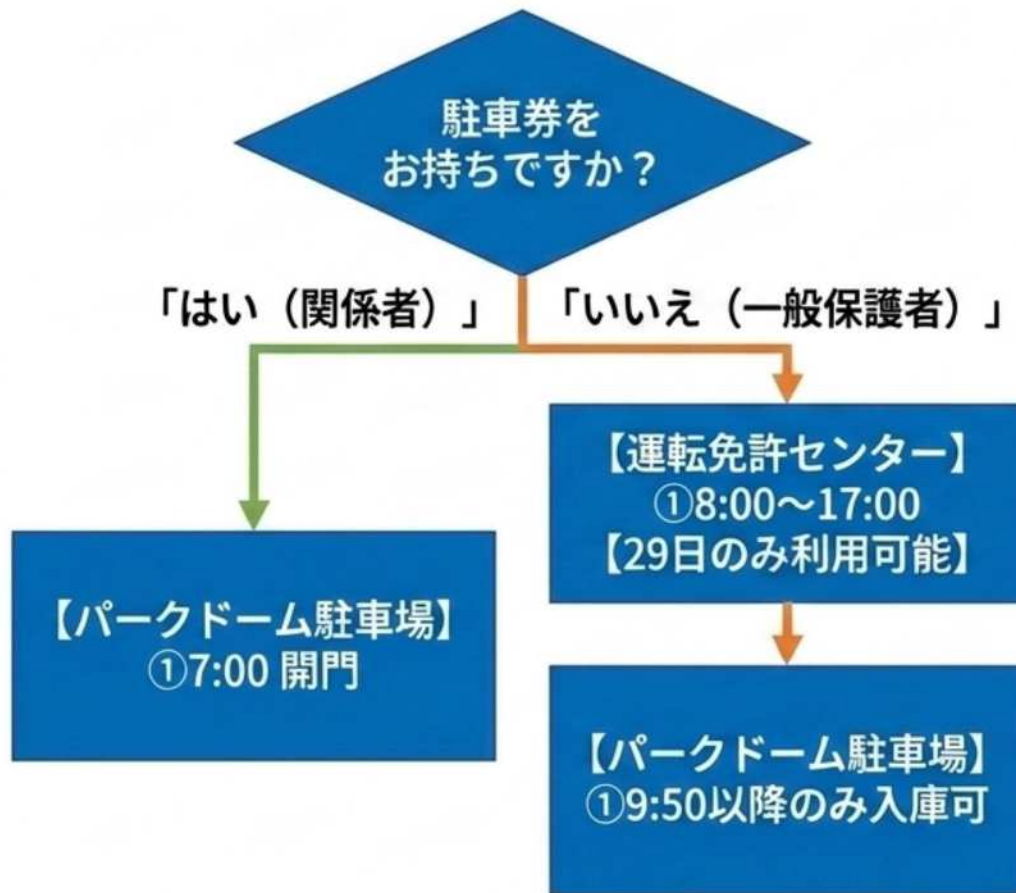 駐車券を
お持ちですか？
「はい（関係者）」
「いいえ（一般保護者）」
【運転免許センター】
①8:00～17:00
【29日のみ利用可能】
【パークドーム駐車場】
①7:00 開門
【パークドーム駐車場】
①9:50以降のみ入庫可